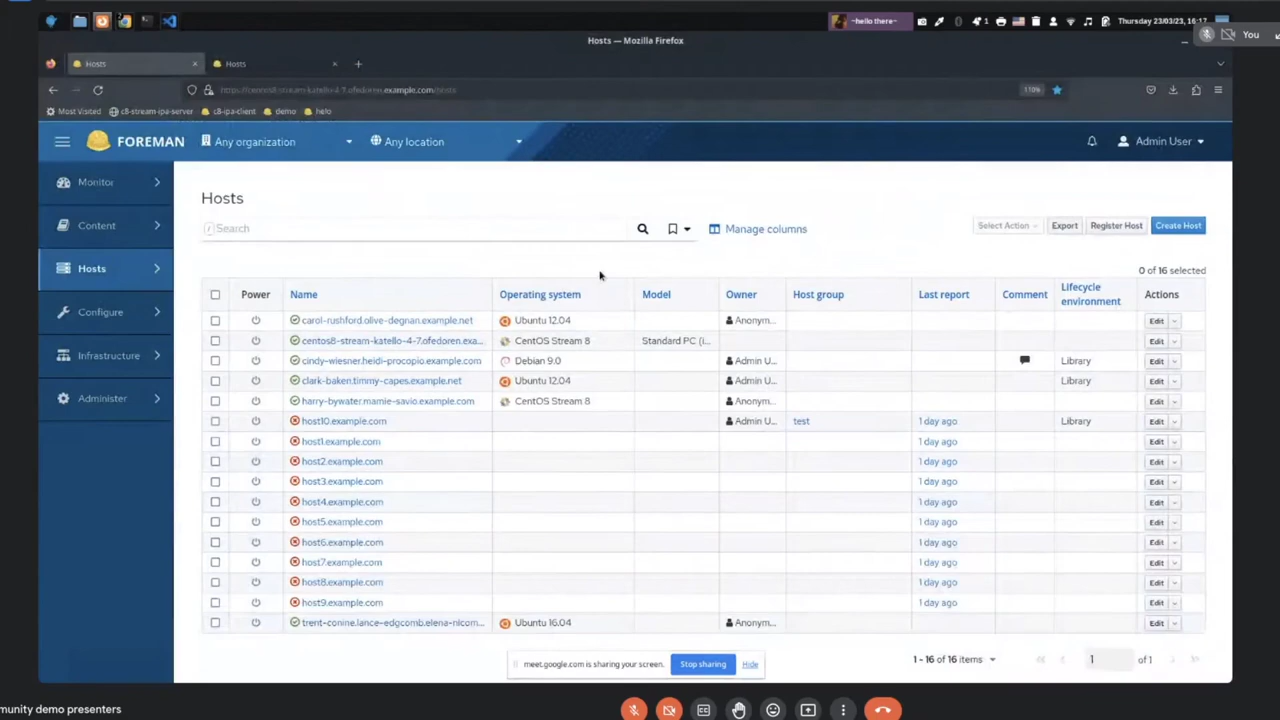 ~hello there~
1
Thursday 23/03/23, 16:17
Hosts — Mozilla Firefox
You
Hosts
Hosts
https://centos8-stream-katello-4-7.ofedoren.example.com/hosts
110%
Most Visited
c8-stream-ipa-server
c8-ipa-client
demo
helo
FOREMAN
Any organization
Any location
Admin User
Monitor
Content
Hosts
Configure
Infrastructure
Administer
Hosts
/ Search
Manage columns
Select Action
Export
Register Host
Create Host
0 of 16 selected
Power Name Operating system Model Owner Host group Last report Comment Lifecycle environment Actions
carol-rushford.olive-degnan.example.net Ubuntu 12.04 Anonym... Edit
centos8-stream-katello-4-7.ofedoren.exa... CentOS Stream 8 Standard PC (i... Anonym... Edit
cindy-wiesner.heidi-procopio.example.com Debian 9.0 Admin U... Library Edit
clark-baken.timmy-capes.example.net Ubuntu 12.04 Admin U... Library Edit
harry-bywater.mamie-savio.example.com CentOS Stream 8 Anonym... Edit
host10.example.com Admin U... test 1 day ago Library Edit
host1.example.com 1 day ago Edit
host2.example.com 1 day ago Edit
host3.example.com 1 day ago Edit
host4.example.com 1 day ago Edit
host5.example.com 1 day ago Edit
host6.example.com 1 day ago Edit
host7.example.com 1 day ago Edit
host8.example.com 1 day ago Edit
host9.example.com 1 day ago Edit
trent-conine.lance-edgcomb.elena-nicom... Ubuntu 16.04 Anonym... Edit
meet.google.com is sharing your screen.
Stop sharing
Hide
1 - 16 of 16 items
1 of 1
munity demo presenters